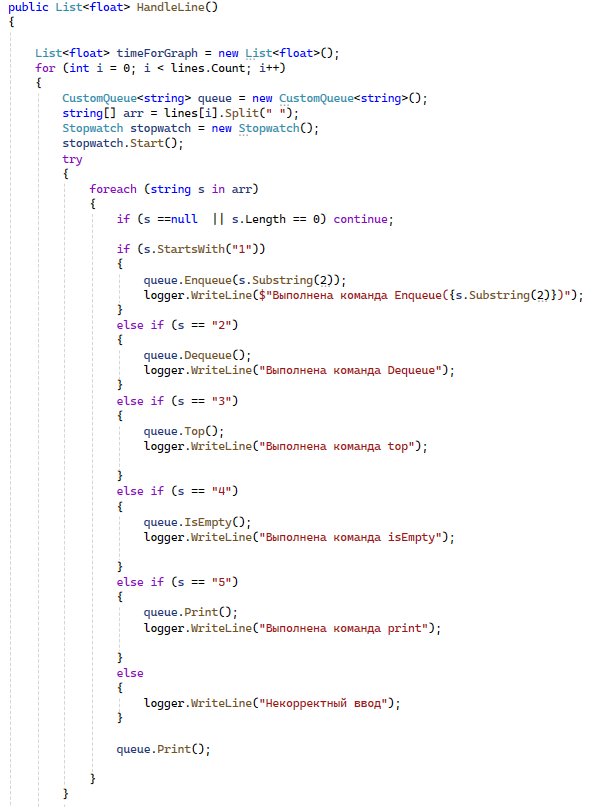 public List<float> HandleLine()
{
List<float> timeForGraph = new List<float>();
for (int i = 0; i < lines.Count; i++)
{
CustomQueue<string> queue = new CustomQueue<string>();
string[] arr = lines[i].Split(" ");
Stopwatch stopwatch = new Stopwatch();
stopwatch.Start();
try
{
foreach (string s in arr)
{
if (s ==null  || s.Length == 0) continue;
if (s.StartsWith("1"))
{
queue.Enqueue(s.Substring(2));
logger.WriteLine($"Выполнена команда Enqueue({s.Substring(2)})");
}
else if (s == "2")
{
queue.Dequeue();
logger.WriteLine("Выполнена команда Dequeue");
}
else if (s == "3")
{
queue.Top();
logger.WriteLine("Выполнена команда top");
}
else if (s == "4")
{
queue.IsEmpty();
logger.WriteLine("Выполнена команда isEmpty");
}
else if (s == "5")
{
queue.Print();
logger.WriteLine("Выполнена команда print");
}
else
{
logger.WriteLine("Некорректный ввод");
}
queue.Print();
}
}